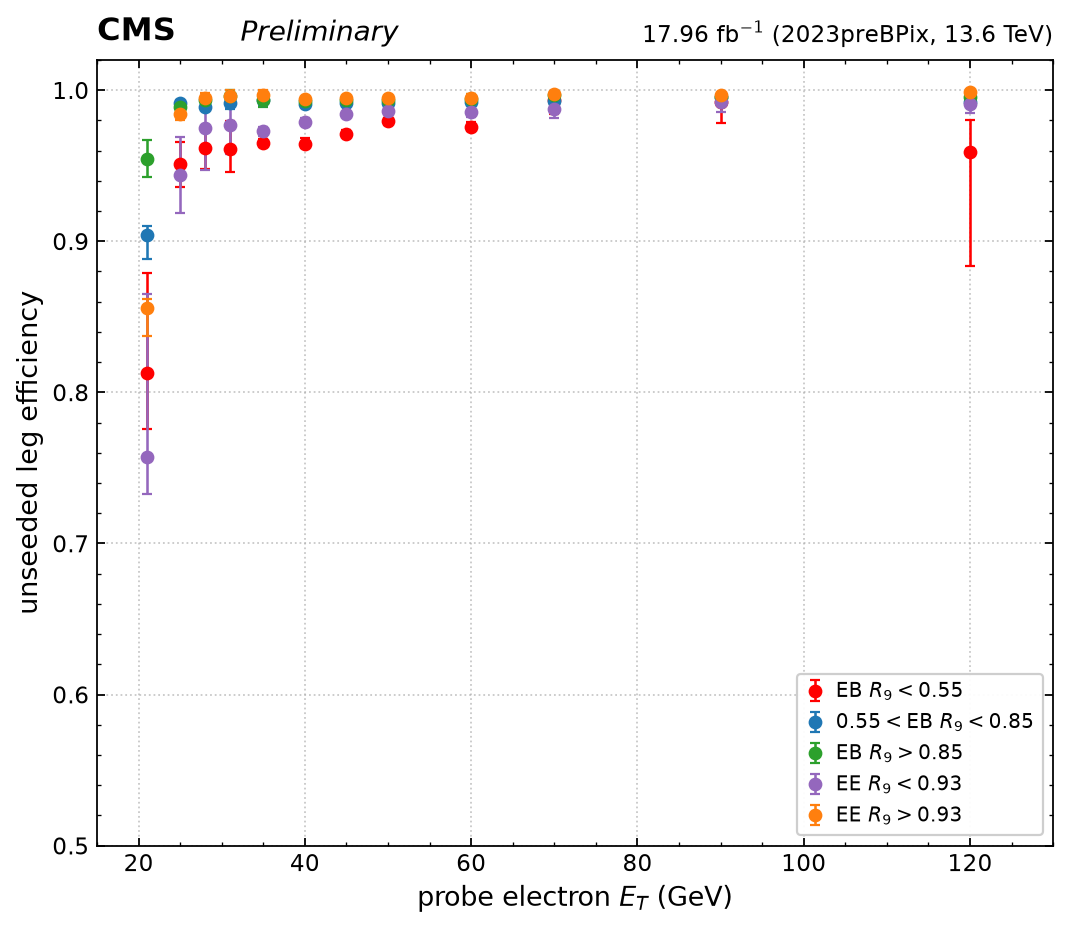 CMS Preliminary 17.96 fb⁻¹ (2023preBPix, 13.6 TeV)
unseeded leg efficiency
1.0
0.9
0.8
0.7
0.6
0.5
EB R₉ < 0.55
0.55 < EB R₉ < 0.85
EB R₉ > 0.85
EE R₉ < 0.93
EE R₉ > 0.93
20 40 60 80 100 120
probe electron E_T (GeV)